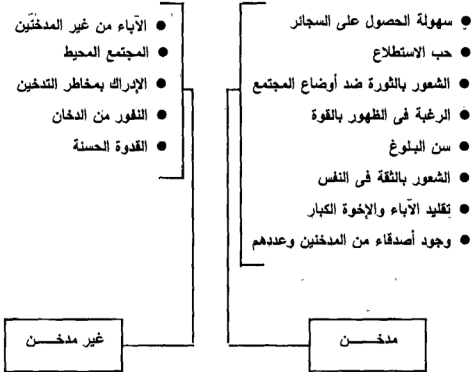 ● سهولة الحصول على السجائر
● حب الاستطلاع
● الشعور بالثورة ضد أوضاع المجتمع
● الرغبة فى الظهور بالقوة
● سن البلوغ
● الشعور بالثقة فى النفس
● تقليد الآباء والإخوة الكبار
● وجود أصدقاء من المدخنين وعددهم
● الآباء من غير المدخنين
● المجتمع المحيط
● الإدراك بمخاطر التدخين
● النفور من الدخان
● القدوة الحسنة
مدخــــن
غير مدخــــن